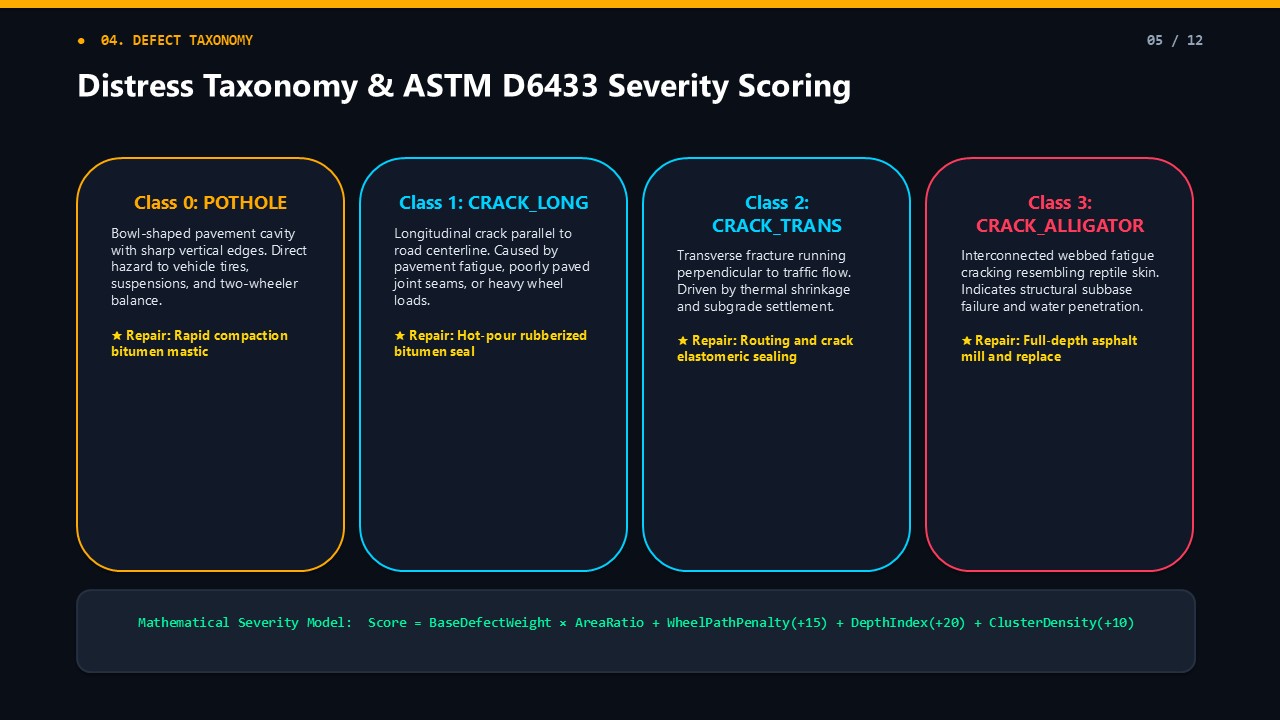 ● 04. DEFECT TAXONOMY
05 / 12
Distress Taxonomy & ASTM D6433 Severity Scoring
Class 0: POTHOLE
Bowl-shaped pavement cavity
with sharp vertical edges. Direct
hazard to vehicle tires,
suspensions, and two-wheeler
balance.
★ Repair: Rapid compaction
bitumen mastic
Class 1: CRACK_LONG
Longitudinal crack parallel to
road centerline. Caused by
pavement fatigue, poorly paved
joint seams, or heavy wheel
loads.
★ Repair: Hot-pour rubberized
bitumen seal
Class 2:
CRACK_TRANS
Transverse fracture running
perpendicular to traffic flow.
Driven by thermal shrinkage
and subgrade settlement.
★ Repair: Routing and crack
elastomeric sealing
Class 3:
CRACK_ALLIGATOR
Interconnected webbed fatigue
cracking resembling reptile skin.
Indicates structural subbase
failure and water penetration.
★ Repair: Full-depth asphalt
mill and replace
Mathematical Severity Model:  Score = BaseDefectWeight × AreaRatio + WheelPathPenalty(+15) + DepthIndex(+20) + ClusterDensity(+10)